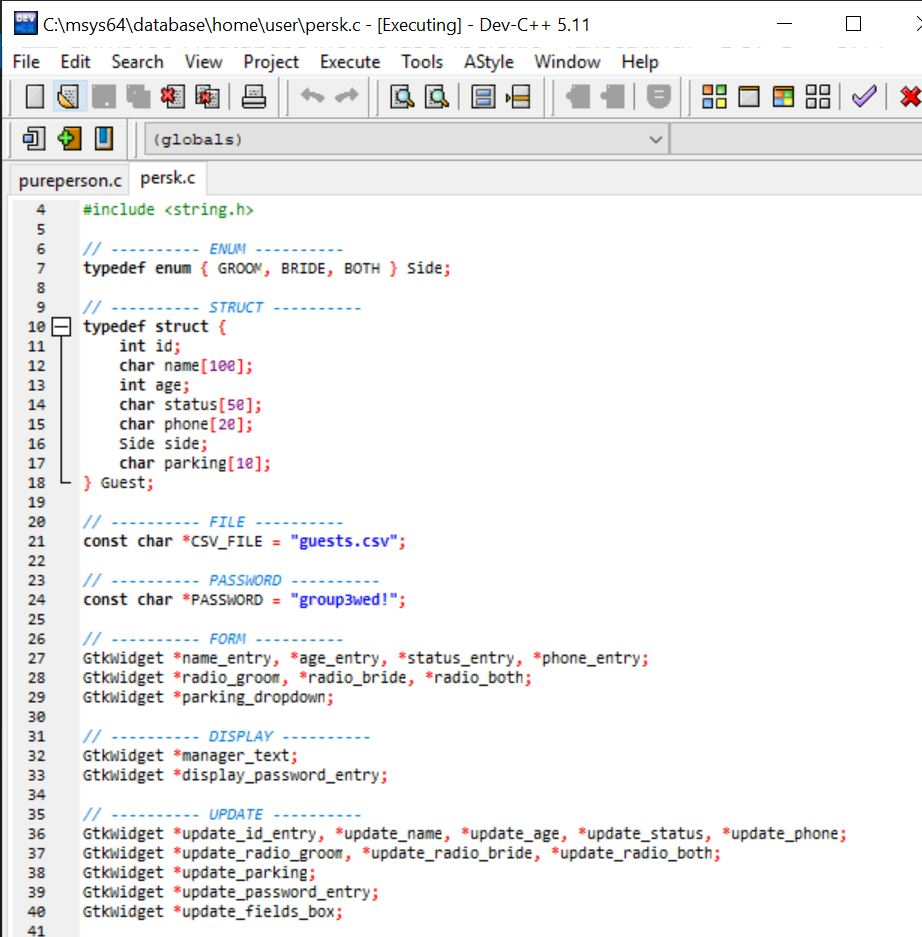 C:\msys64\database\home\user\persk.c - [Executing] - Dev-C++ 5.11
File Edit Search View Project Execute Tools AStyle Window Help
(globals)
pureperson.c persk.c
4 #include <string.h>
5
6 // ---------- ENUM ----------
7 typedef enum { GROOM, BRIDE, BOTH } Side;
8
9 // ---------- STRUCT ----------
10 typedef struct {
11 int id;
12 char name[100];
13 int age;
14 char status[50];
15 char phone[20];
16 Side side;
17 char parking[10];
18 } Guest;
19
20 // ---------- FILE ----------
21 const char *CSV_FILE = "guests.csv";
22
23 // ---------- PASSWORD ----------
24 const char *PASSWORD = "group3wed!";
25
26 // ---------- FORM ----------
27 GtkWidget *name_entry, *age_entry, *status_entry, *phone_entry;
28 GtkWidget *radio_groom, *radio_bride, *radio_both;
29 GtkWidget *parking_dropdown;
30
31 // ---------- DISPLAY ----------
32 GtkWidget *manager_text;
33 GtkWidget *display_password_entry;
34
35 // ---------- UPDATE ----------
36 GtkWidget *update_id_entry, *update_name, *update_age, *update_status, *update_phone;
37 GtkWidget *update_radio_groom, *update_radio_bride, *update_radio_both;
38 GtkWidget *update_parking;
39 GtkWidget *update_password_entry;
40 GtkWidget *update_fields_box;
41